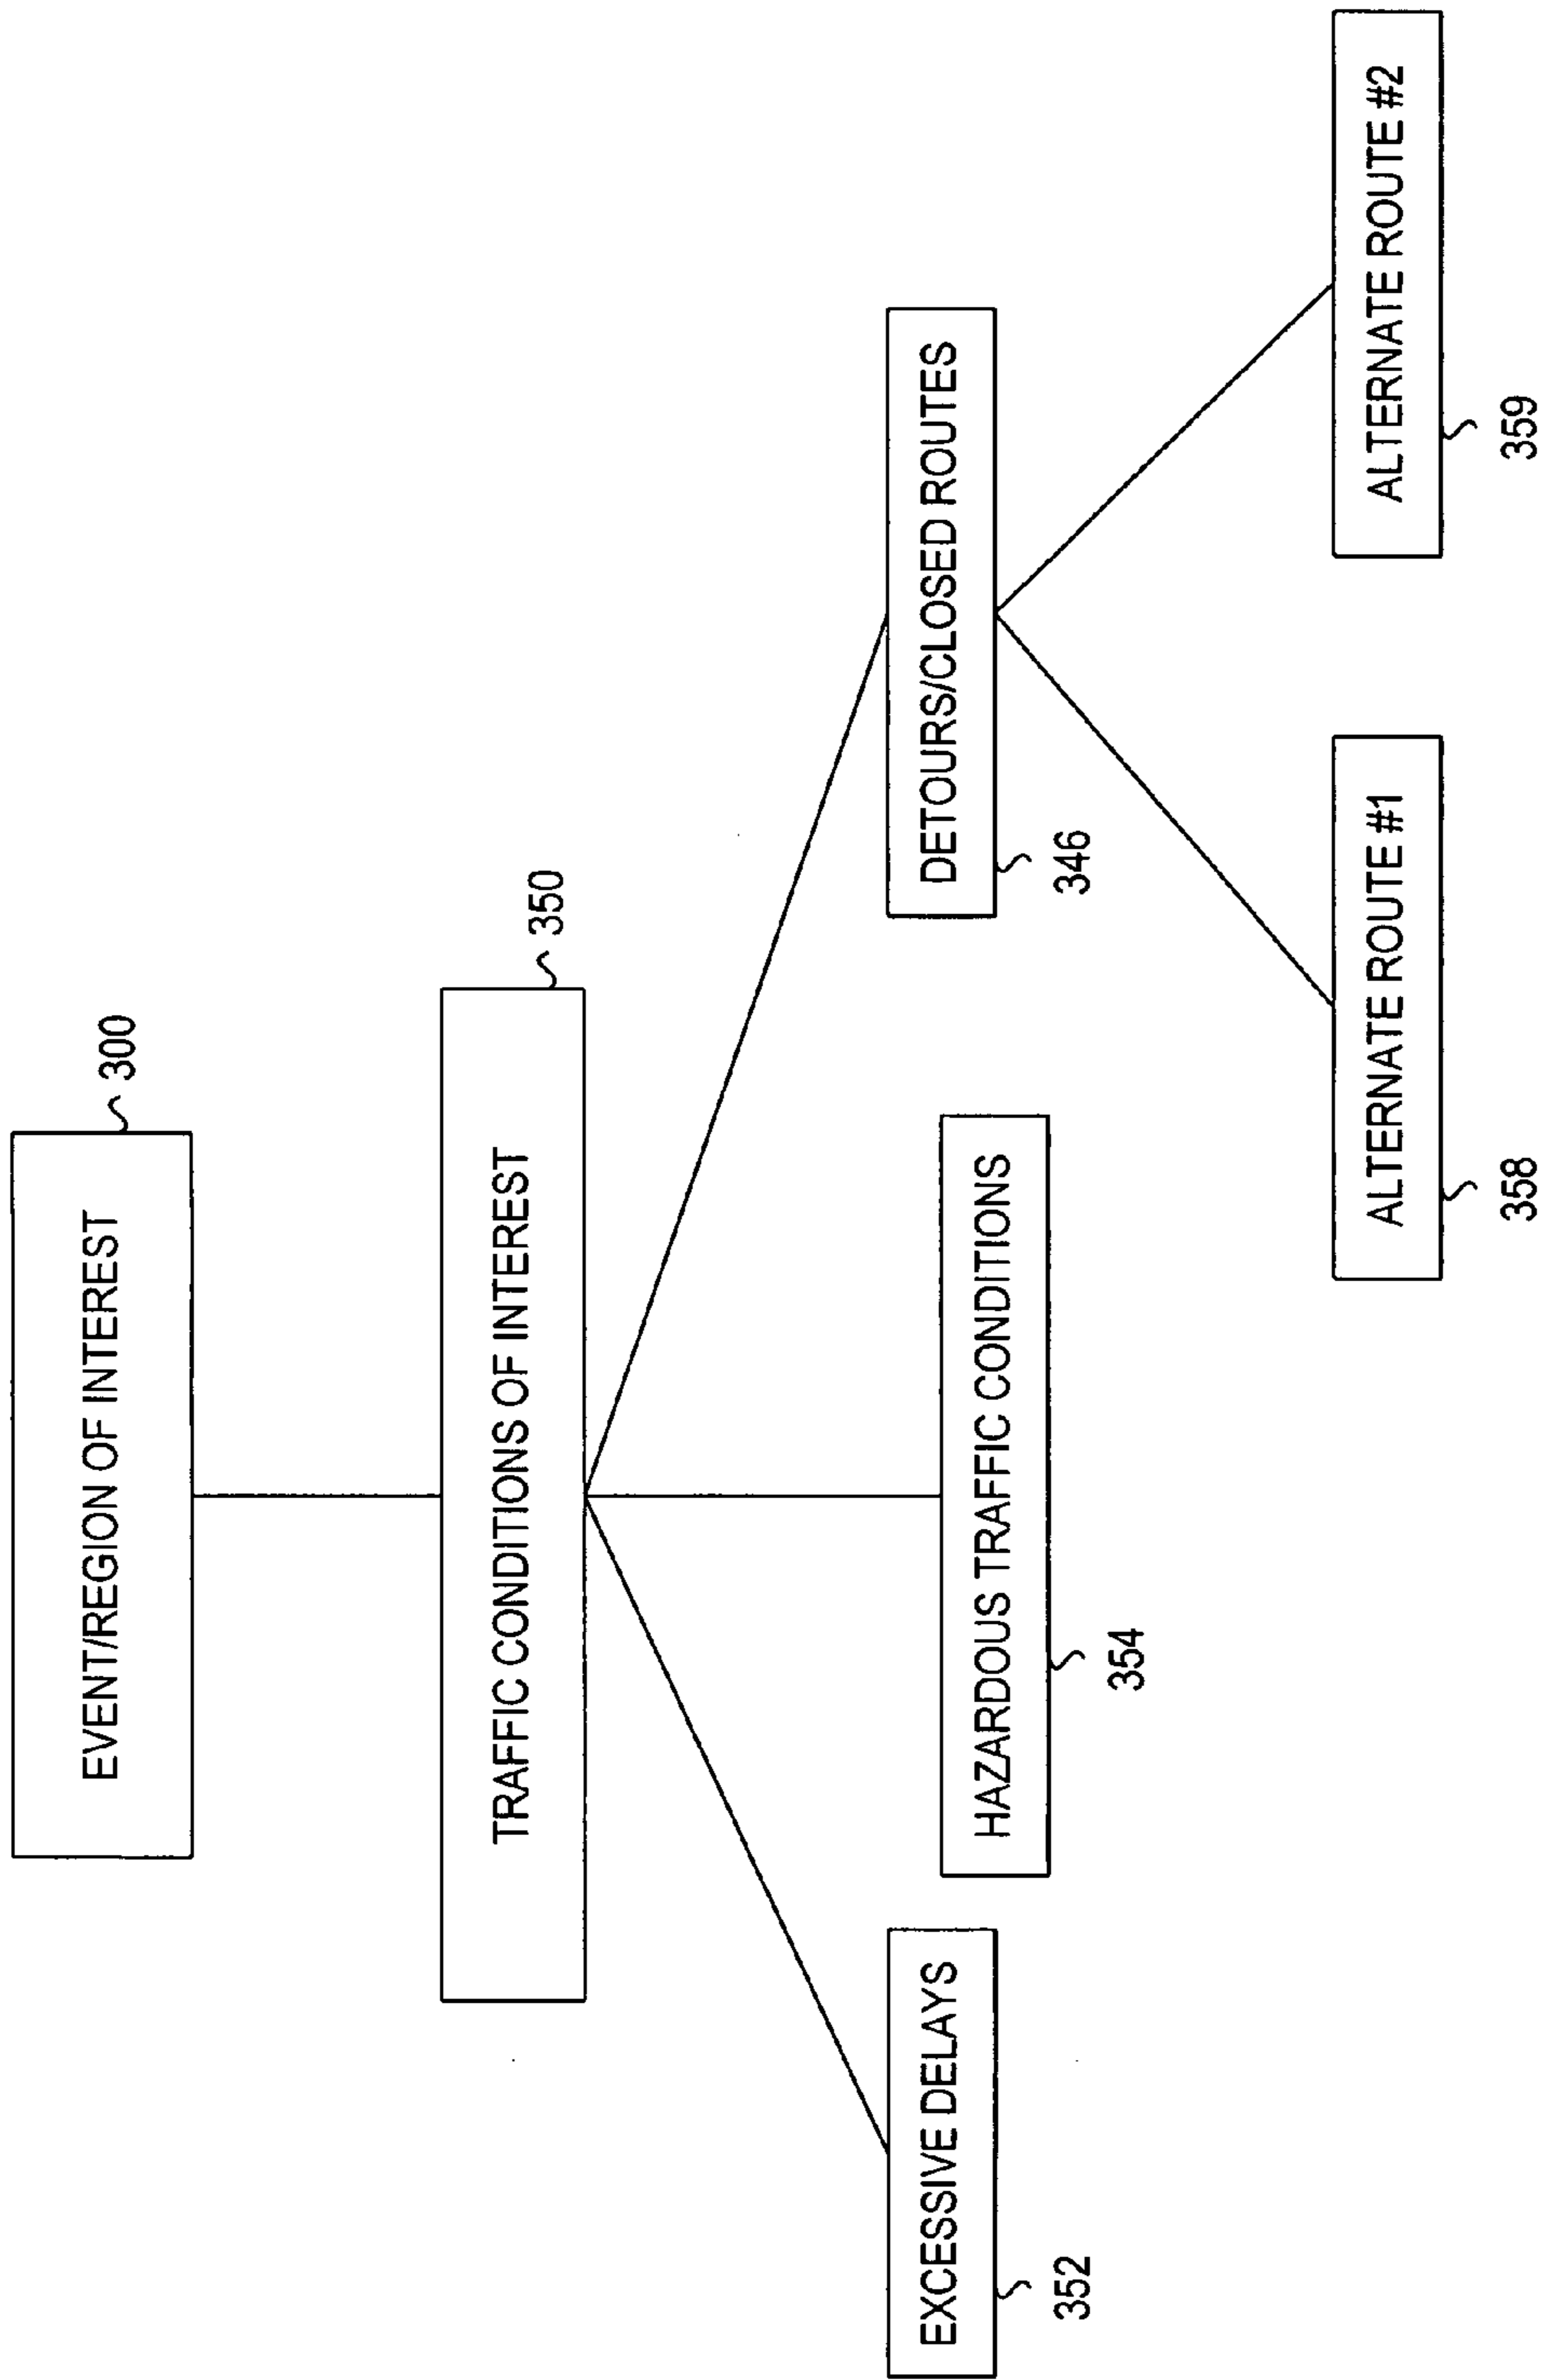 EVENT/REGION OF INTEREST
300
TRAFFIC CONDITIONS OF INTEREST
350
EXCESSIVE DELAYS
352
HAZARDOUS TRAFFIC CONDITIONS
354
DETOURS/CLOSED ROUTES
346
ALTERNATE ROUTE #1
358
ALTERNATE ROUTE #2
359